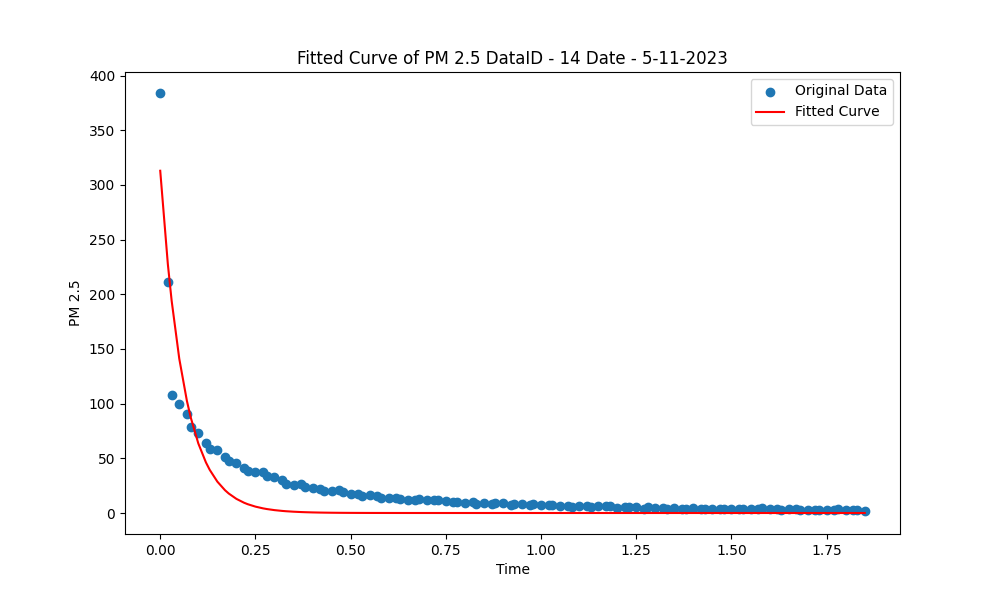 Fitted Curve of PM 2.5 DataID - 14 Date - 5-11-2023
Original Data
Fitted Curve
400
350
300
250
200
150
100
50
0
PM 2.5
0.00 0.25 0.50 0.75 1.00 1.25 1.50 1.75
Time